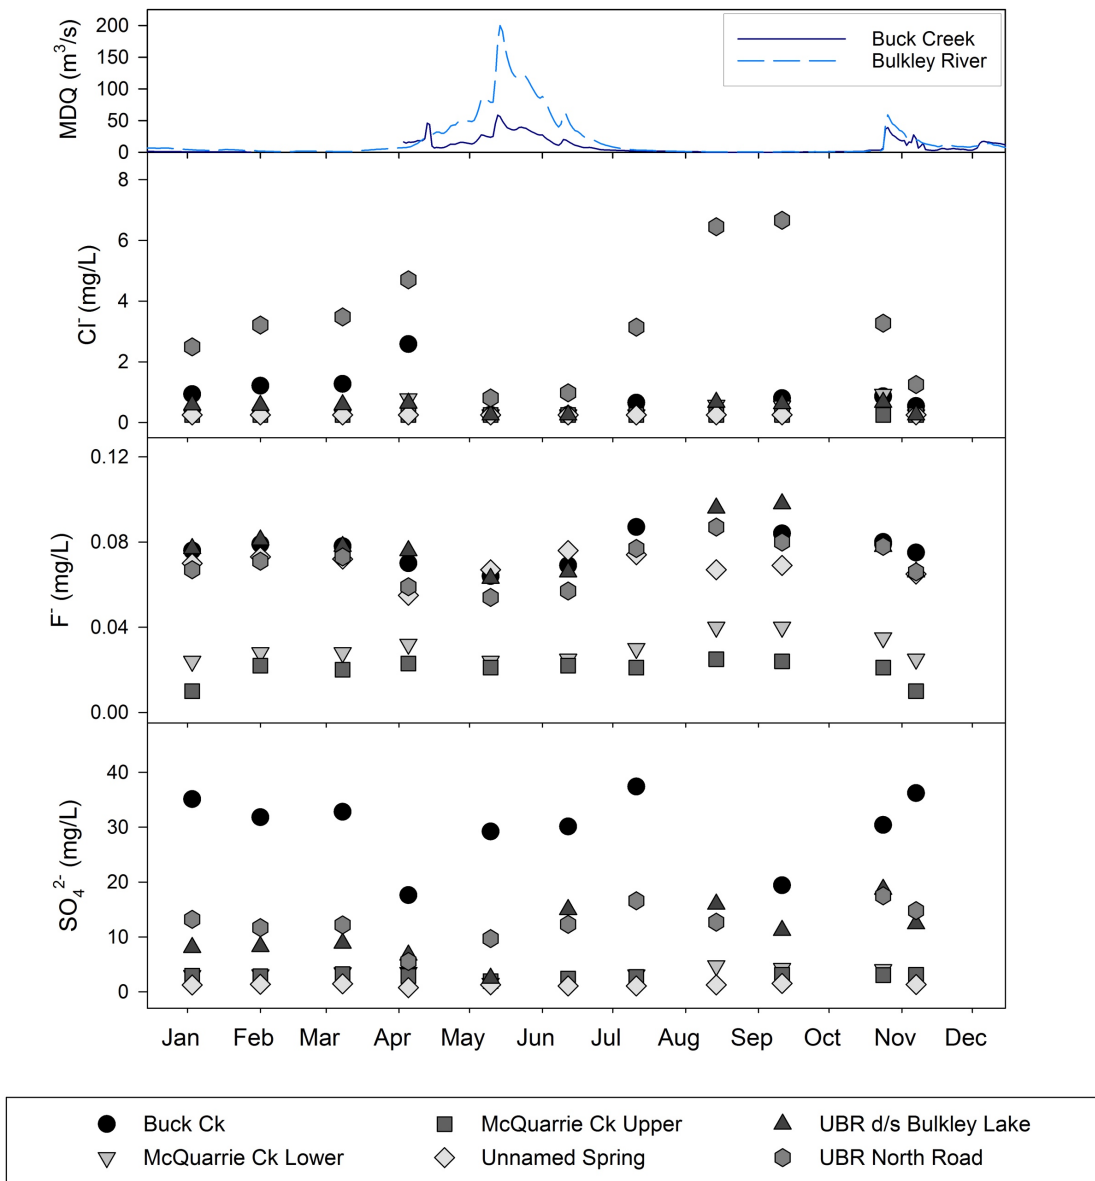 MDQ (m³/s)
200
150
100
50
0
Buck Creek
Bulkley River
Cl⁻ (mg/L)
8
6
4
2
0
F⁻ (mg/L)
0.12
0.08
0.04
0.00
SO₄²⁻ (mg/L)
40
30
20
10
0
Jan Feb Mar Apr May Jun Jul Aug Sep Oct Nov Dec
Buck Ck McQuarrie Ck Upper UBR d/s Bulkley Lake
McQuarrie Ck Lower Unnamed Spring UBR North Road